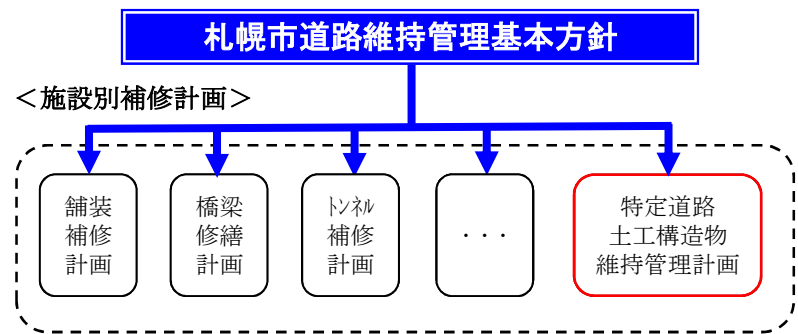 札幌市道路維持管理基本方針
＜施設別補修計画＞
舗装
補修
計画
橋梁
修繕
計画
ﾄﾝﾈﾙ
補修
計画
・・・
特定道路
土工構造物
維持管理計画